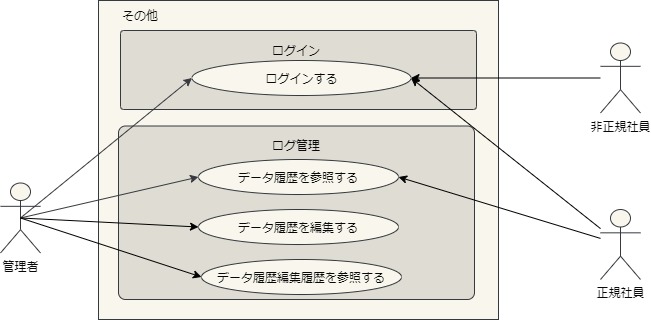 その他
ログイン
ログインする
非正規社員
ログ管理
データ履歴を参照する
データ履歴を編集する
管理者
データ履歴編集履歴を参照する
正規社員